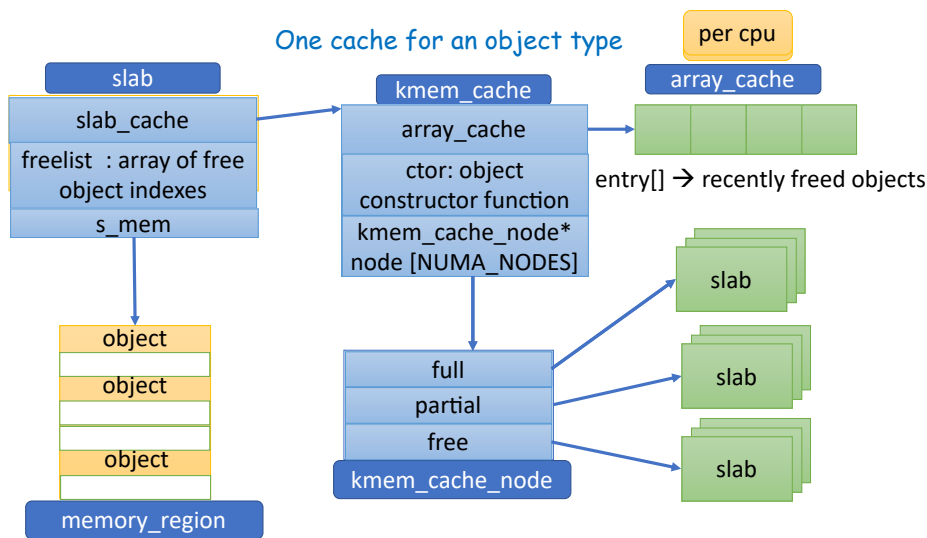 One cache for an object type
per cpu
slab
kmem_cache
array_cache
slab_cache
freelist : array of free
object indexes
s_mem
array_cache
ctor: object
constructor function
kmem_cache_node*
node [NUMA_NODES]
entry[] → recently freed objects
slab
slab
slab
object
object
object
memory_region
full
partial
free
kmem_cache_node